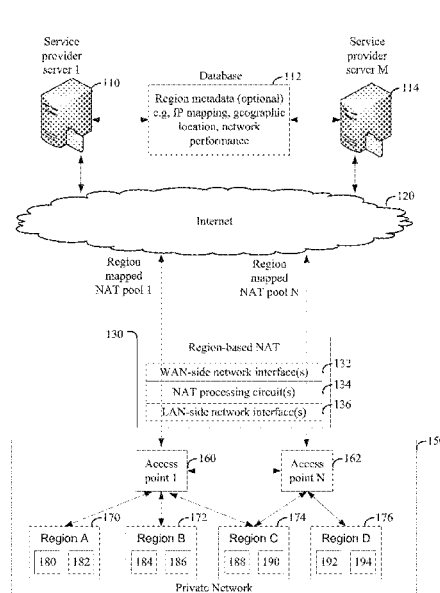 Service
provider
server 1
110
Service
provider
server M
114
Database
112
Region metadata (optional)
e.g, IP mapping, geographic
location, network
performance
120
Internet
Region
mapped
NAT pool 1
Region
mapped
NAT pool N
130
Region-based NAT
WAN-side network interface(s)
132
NAT processing circuit(s)
134
LAN-side network interface(s)
136
150
Access
point 1
160
Access
point N
162
170
Region A
180 182
172
Region B
184 186
174
Region C
188 190
176
Region D
192 194
Private Network